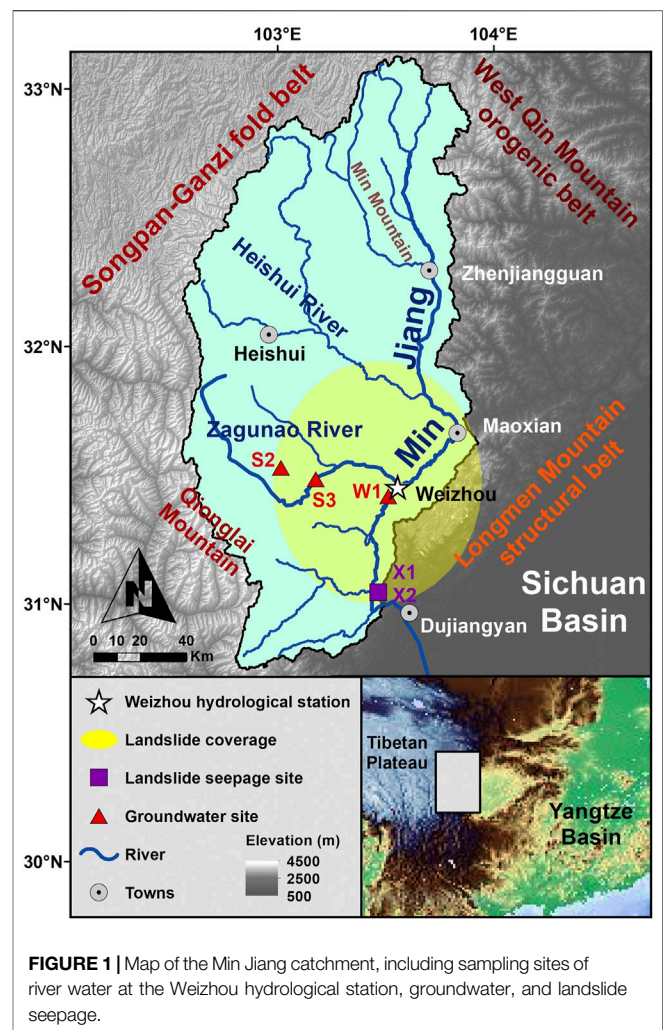 103°E
104°E
33°N
32°N
31°N
30°N
Songpan-Ganzi fold belt
West Qin Mountain
orogenic belt
Min Mountain
Zhenjiangguan
Heishui River
Jiang
Heishui
Maoxian
Zagunao River
Min
S2
S3
W1
Weizhou
Longmen Mountain
structural belt
Qionglai
Mountain
X1
X2
Sichuan
Basin
Dujiangyan
N
0 10 20 40
Km
Weizhou hydrological station
Landslide coverage
Landslide seepage site
Groundwater site
River
Towns
Elevation (m)
4500
2500
500
Tibetan
Plateau
Yangtze
Basin
FIGURE 1 | Map of the Min Jiang catchment, including sampling sites of
river water at the Weizhou hydrological station, groundwater, and landslide
seepage.